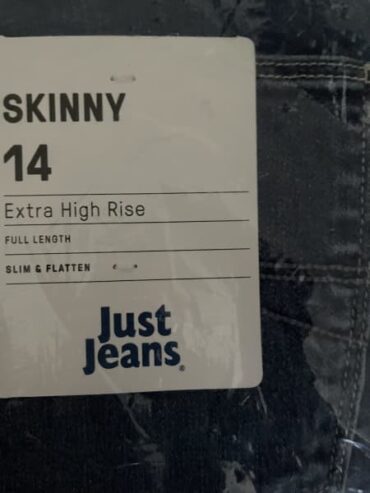 SKINNY
14
Extra High Rise
FULL LENGTH
SLIM & FLATTEN
Just
Jeans®